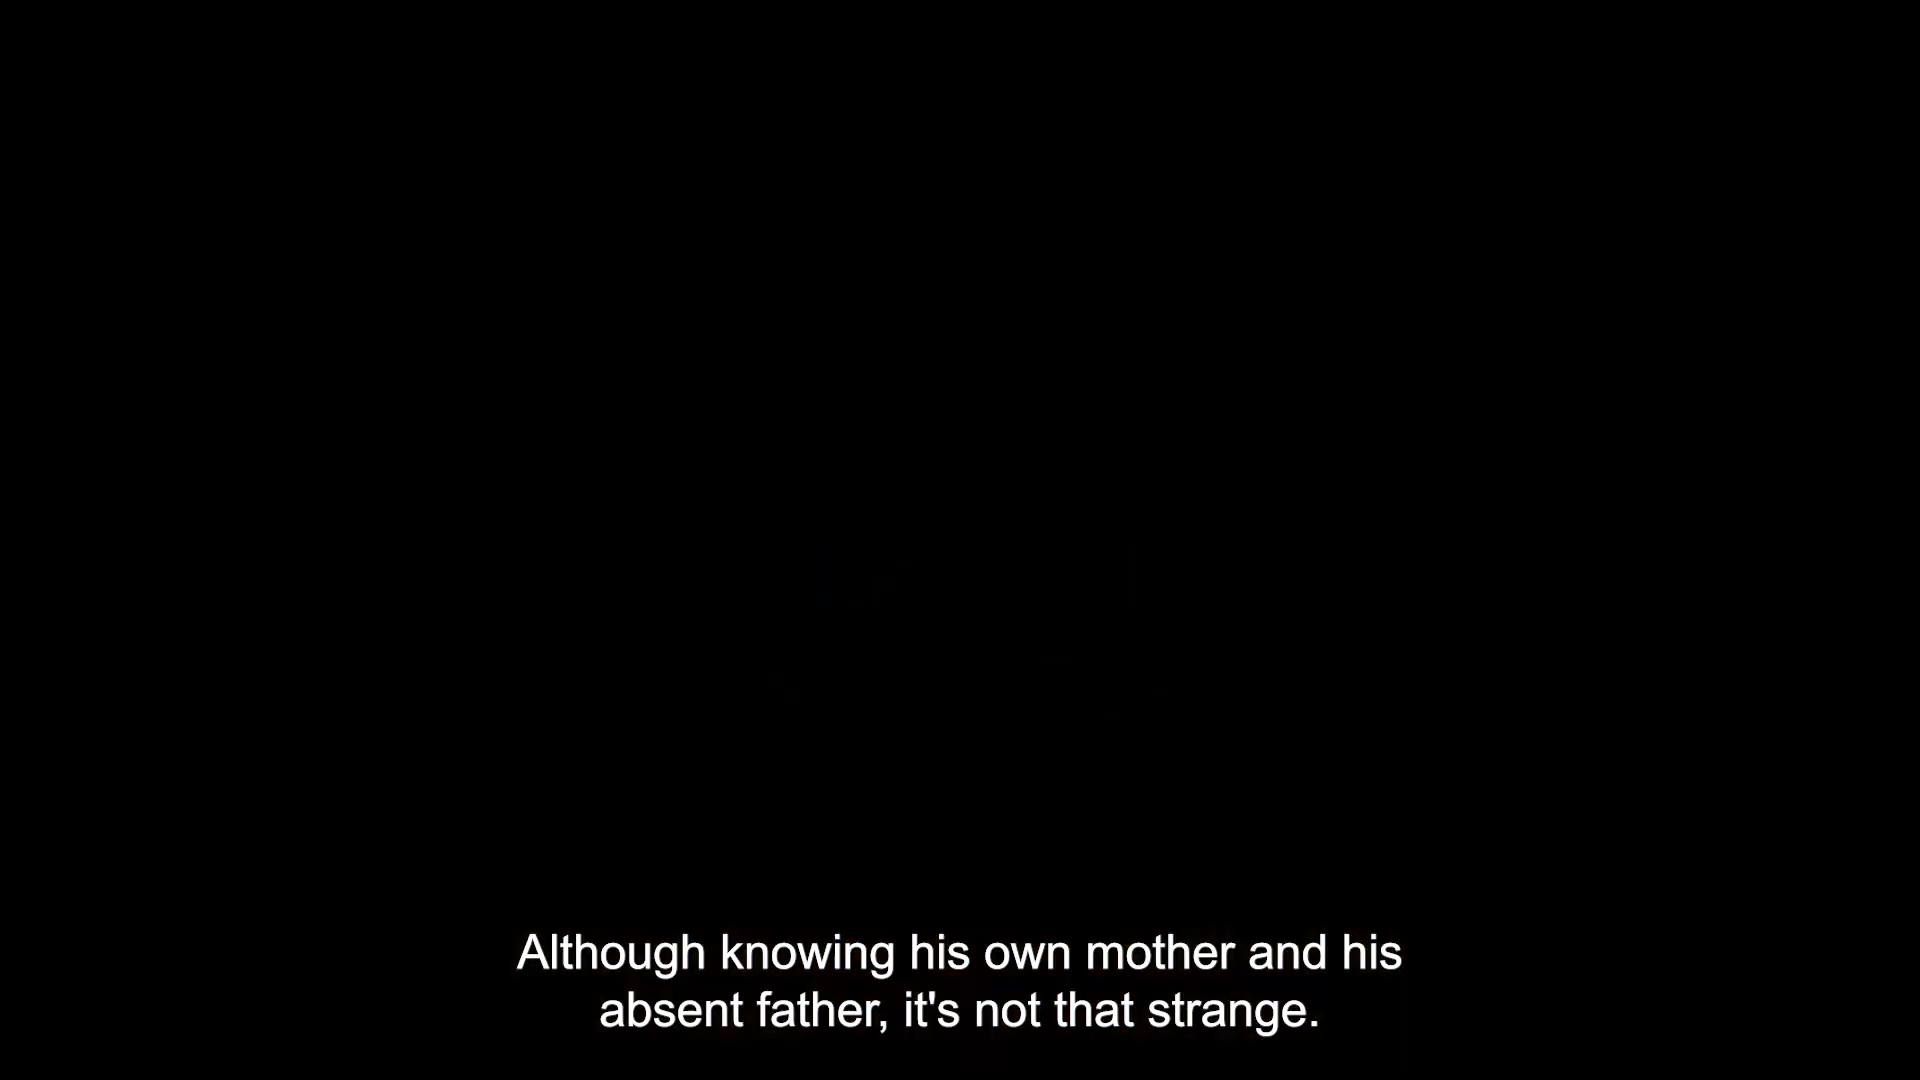 Although knowing his own mother and his
absent father, it's not that strange.